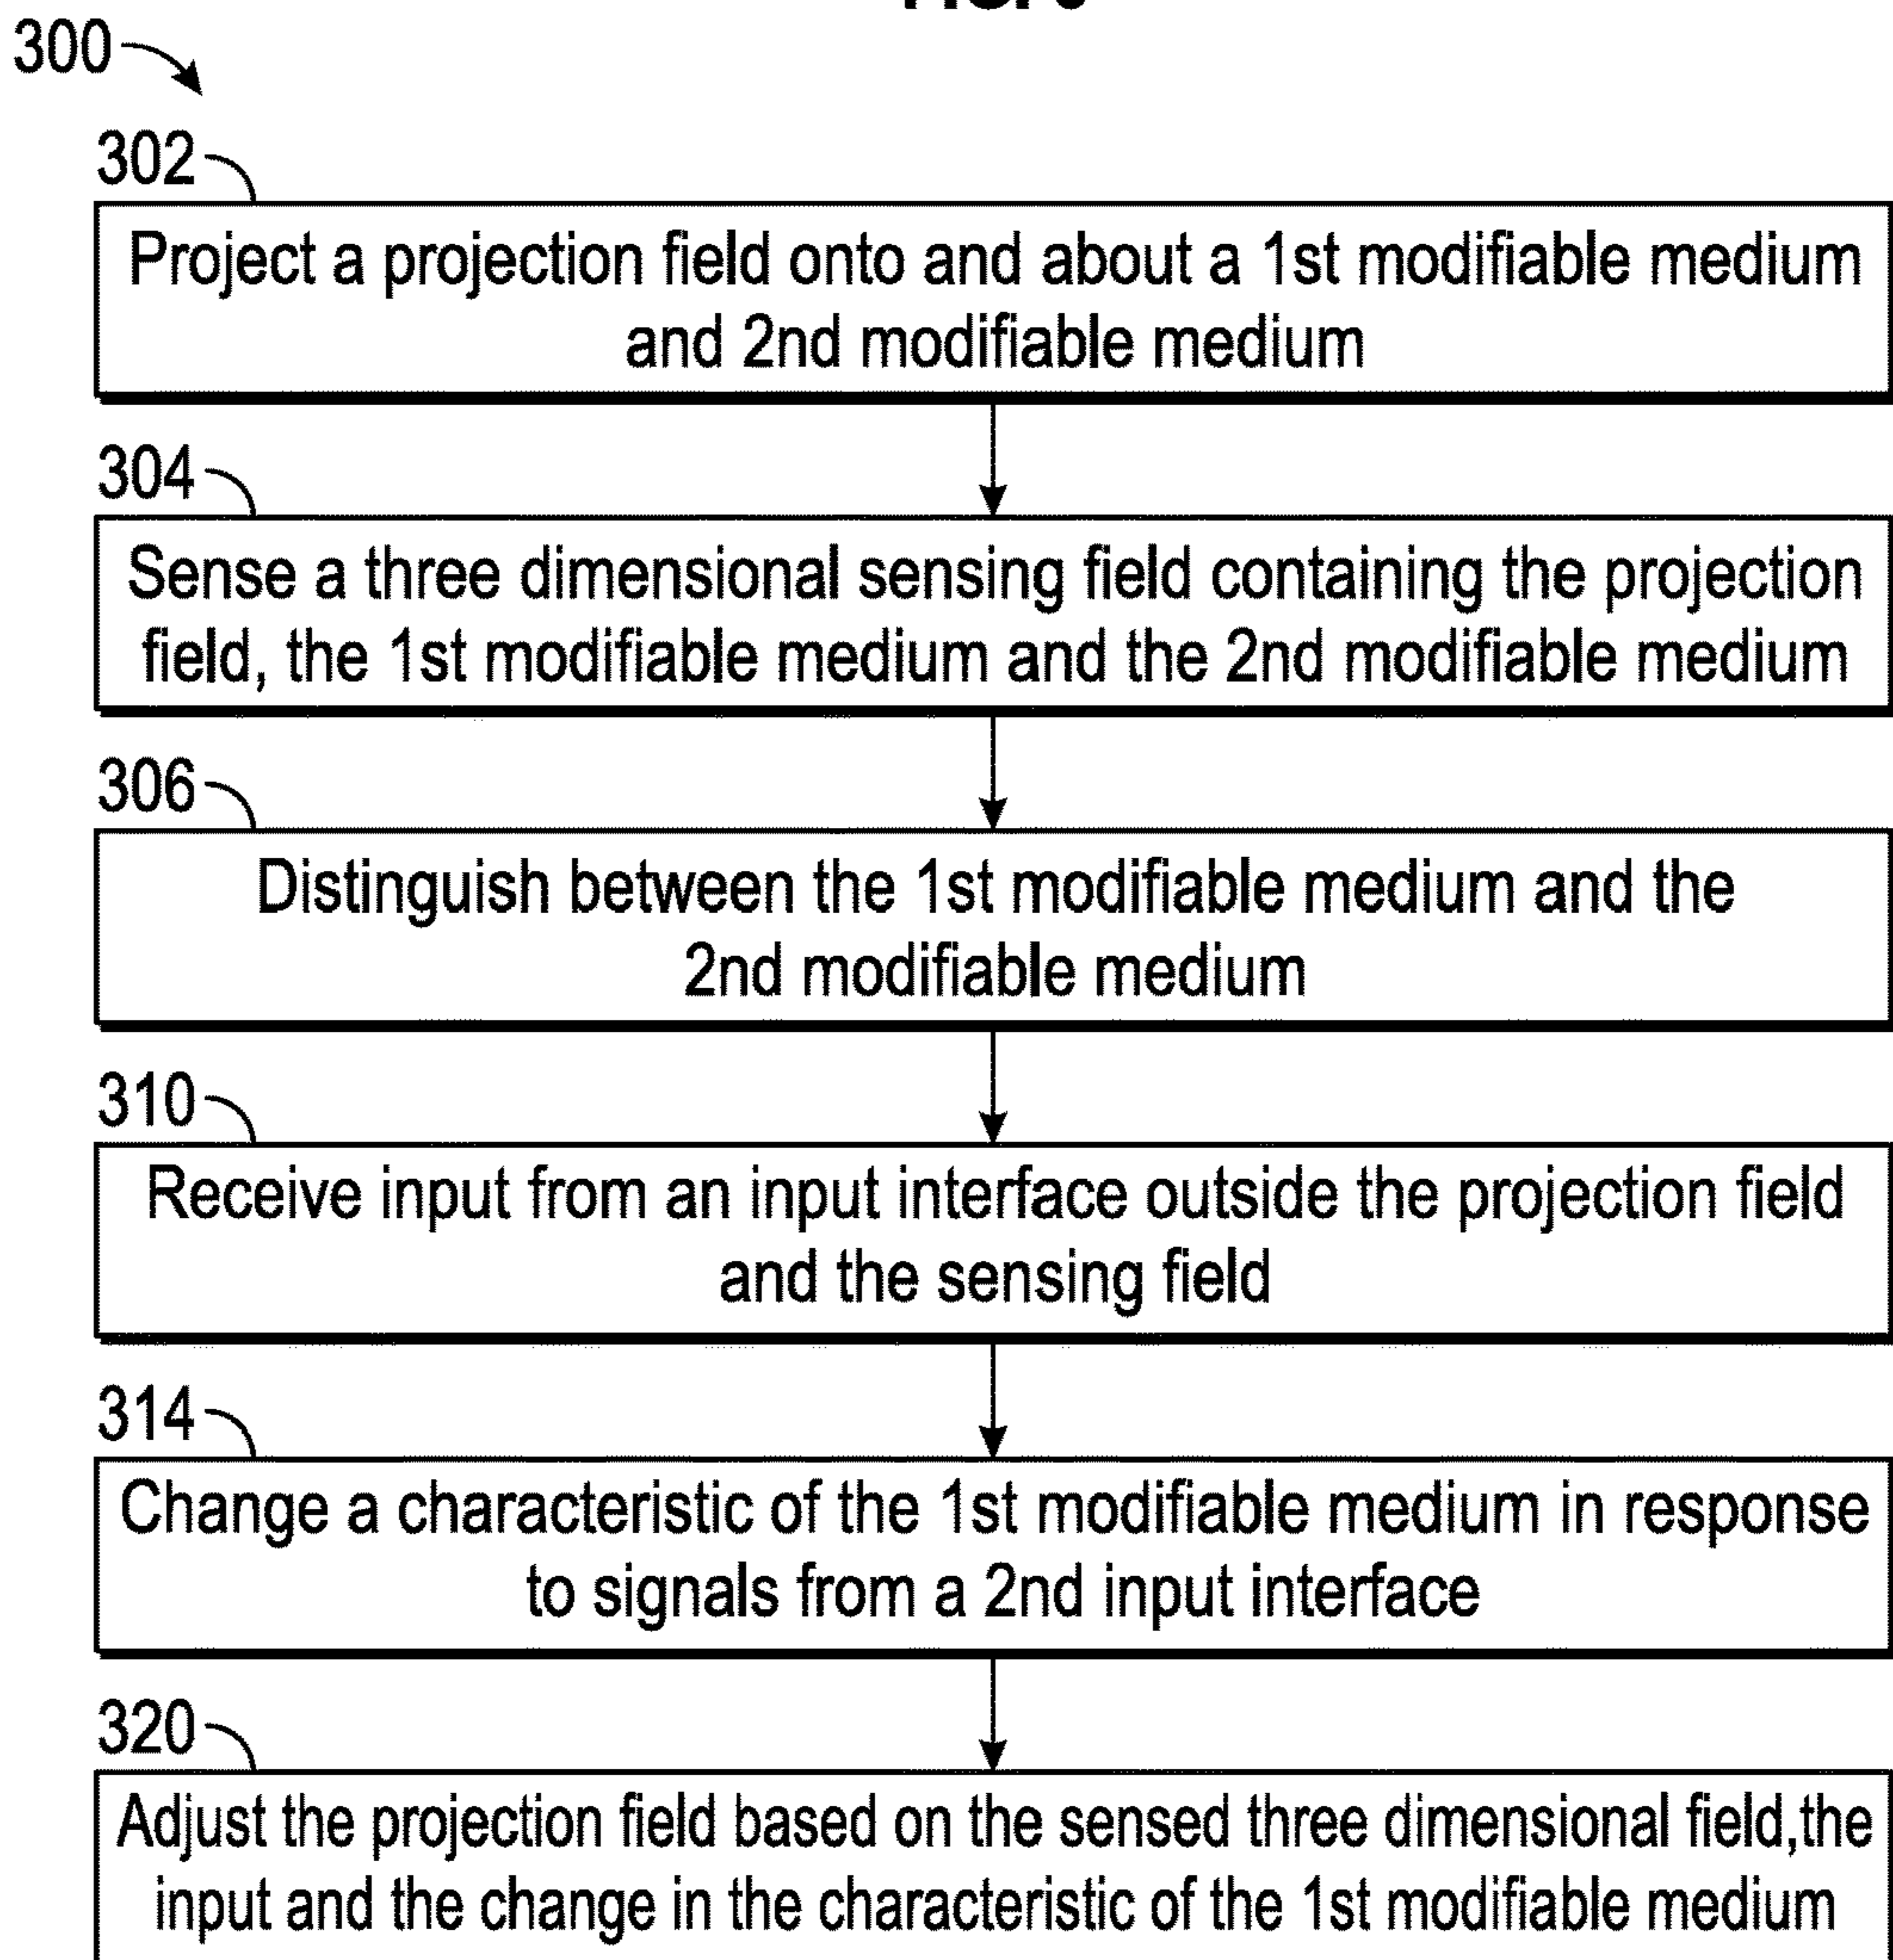 300
302
Project a projection field onto and about a 1st modifiable medium
and 2nd modifiable medium
304
Sense a three dimensional sensing field containing the projection
field, the 1st modifiable medium and the 2nd modifiable medium
306
Distinguish between the 1st modifiable medium and the
2nd modifiable medium
310
Receive input from an input interface outside the projection field
and the sensing field
314
Change a characteristic of the 1st modifiable medium in response
to signals from a 2nd input interface
320
Adjust the projection field based on the sensed three dimensional field,the
input and the change in the characteristic of the 1st modifiable medium